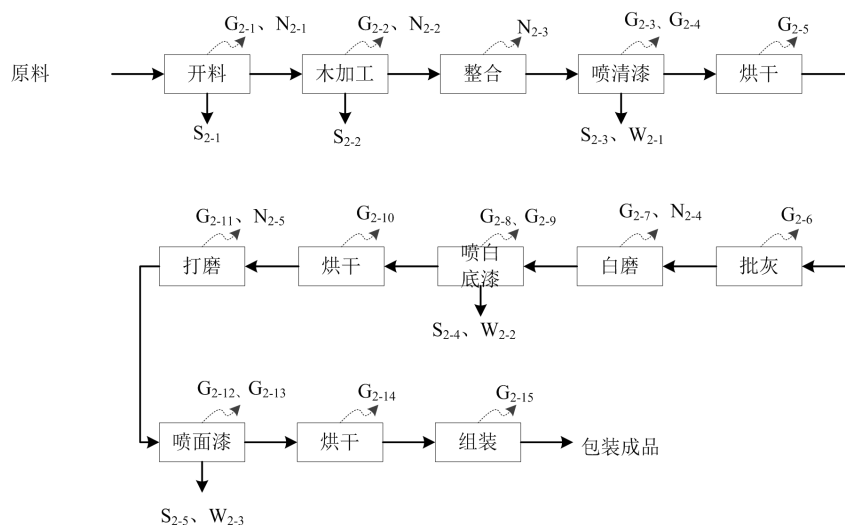 G₂₋₁、N₂₋₁ G₂₋₂、N₂₋₂ N₂₋₃ G₂₋₃、G₂₋₄ G₂₋₅
原料 开料 木加工 整合 喷清漆 烘干
S₂₋₁ S₂₋₂ S₂₋₃、W₂₋₁
G₂₋₁₁、N₂₋₅ G₂₋₁₀ G₂₋₈、G₂₋₉ G₂₋₇、N₂₋₄ G₂₋₆
打磨 烘干 喷白底漆 白磨 批灰
S₂₋₄、W₂₋₂
G₂₋₁₂、G₂₋₁₃ G₂₋₁₄ G₂₋₁₅
喷面漆 烘干 组装 包装成品
S₂₋₅、W₂₋₃